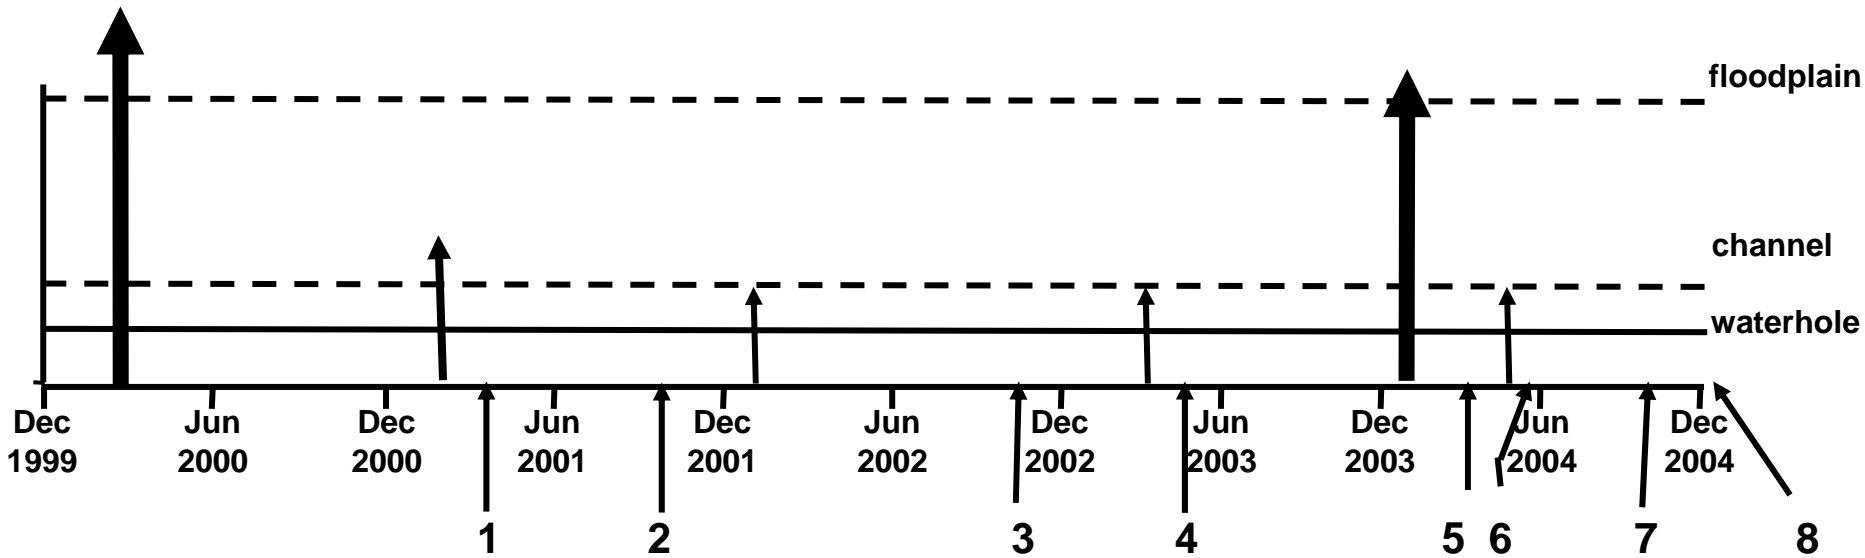 floodplain
channel
waterhole
Dec Jun Dec Jun Dec Jun Dec Jun Dec Jun Dec
1999 2000 2000 2001 2001 2002 2002 2003 2003 2004 2004
1 2 3 4 5 6 7 8